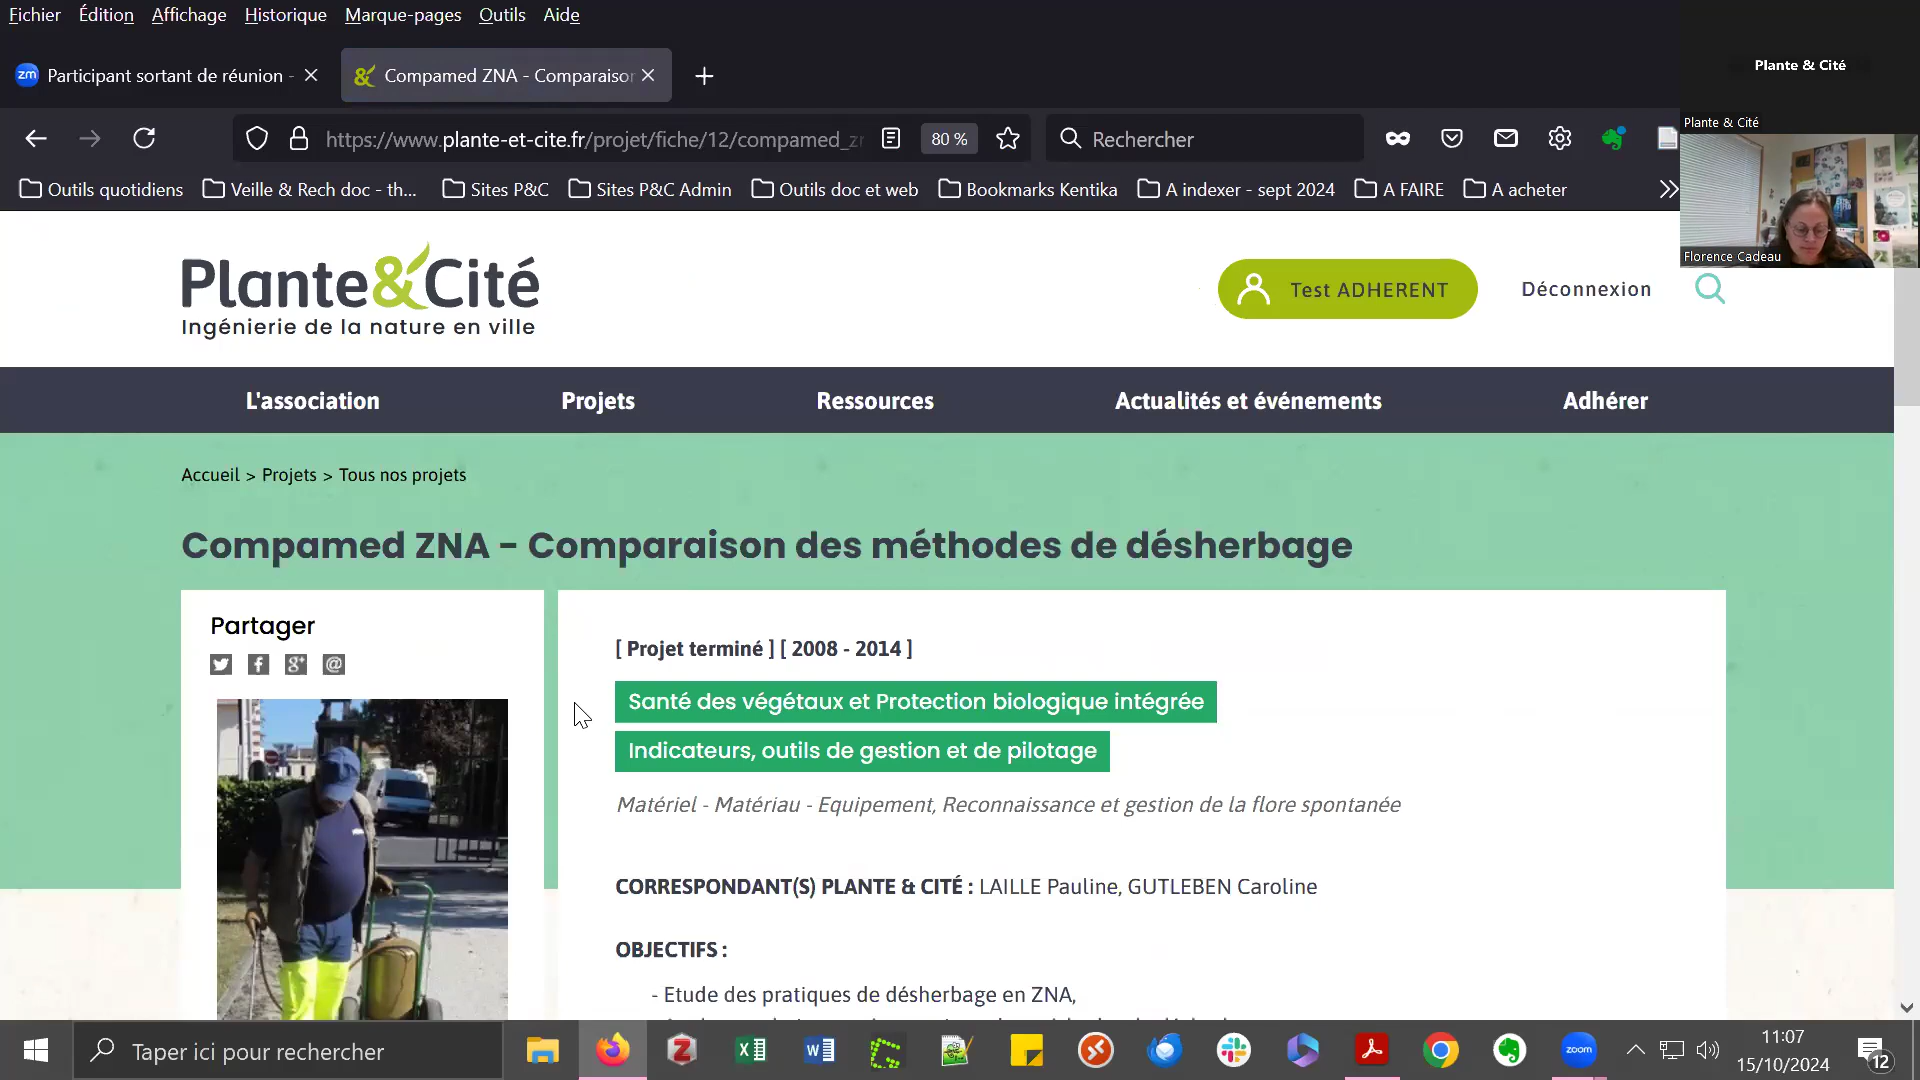 Fichier Édition Affichage Historique Marque-pages Outils Aide
zm Participant sortant de réunion -
Compamed ZNA - Comparaison
https://www.plante-et-cite.fr/projet/fiche/12/compamed_zn
80 %
Rechercher
Outils quotidiens Veille & Rech doc - th... Sites P&C Sites P&C Admin Outils doc et web Bookmarks Kentika A indexer - sept 2024 A FAIRE A acheter
Plante & Cité
Plante & Cité
Florence Cadeau
Plante&Cité
Ingénierie de la nature en ville
Test ADHERENT
Déconnexion
L'association Projets Ressources Actualités et événements Adhérer
Accueil > Projets > Tous nos projets
Compamed ZNA - Comparaison des méthodes de désherbage
Partager
[ Projet terminé ] [ 2008 - 2014 ]
Santé des végétaux et Protection biologique intégrée
Indicateurs, outils de gestion et de pilotage
Matériel - Matériau - Equipement, Reconnaissance et gestion de la flore spontanée
CORRESPONDANT(S) PLANTE & CITÉ : LAILLE Pauline, GUTLEBEN Caroline
OBJECTIFS :
- Etude des pratiques de désherbage en ZNA,
Taper ici pour rechercher
zoom
11:07
15/10/2024
12